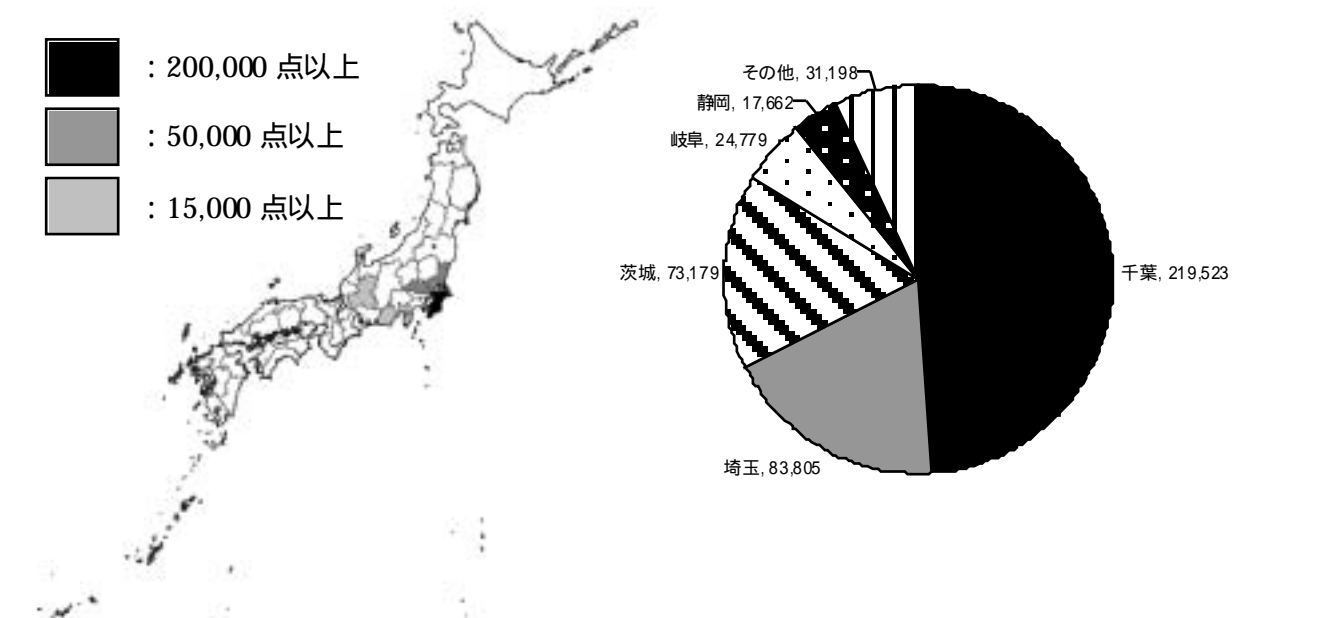 : 200,000 点以上
: 50,000 点以上
: 15,000 点以上
その他, 31,198
静岡, 17,662
岐阜, 24,779
茨城, 73,179
千葉, 219,523
埼玉, 83,805